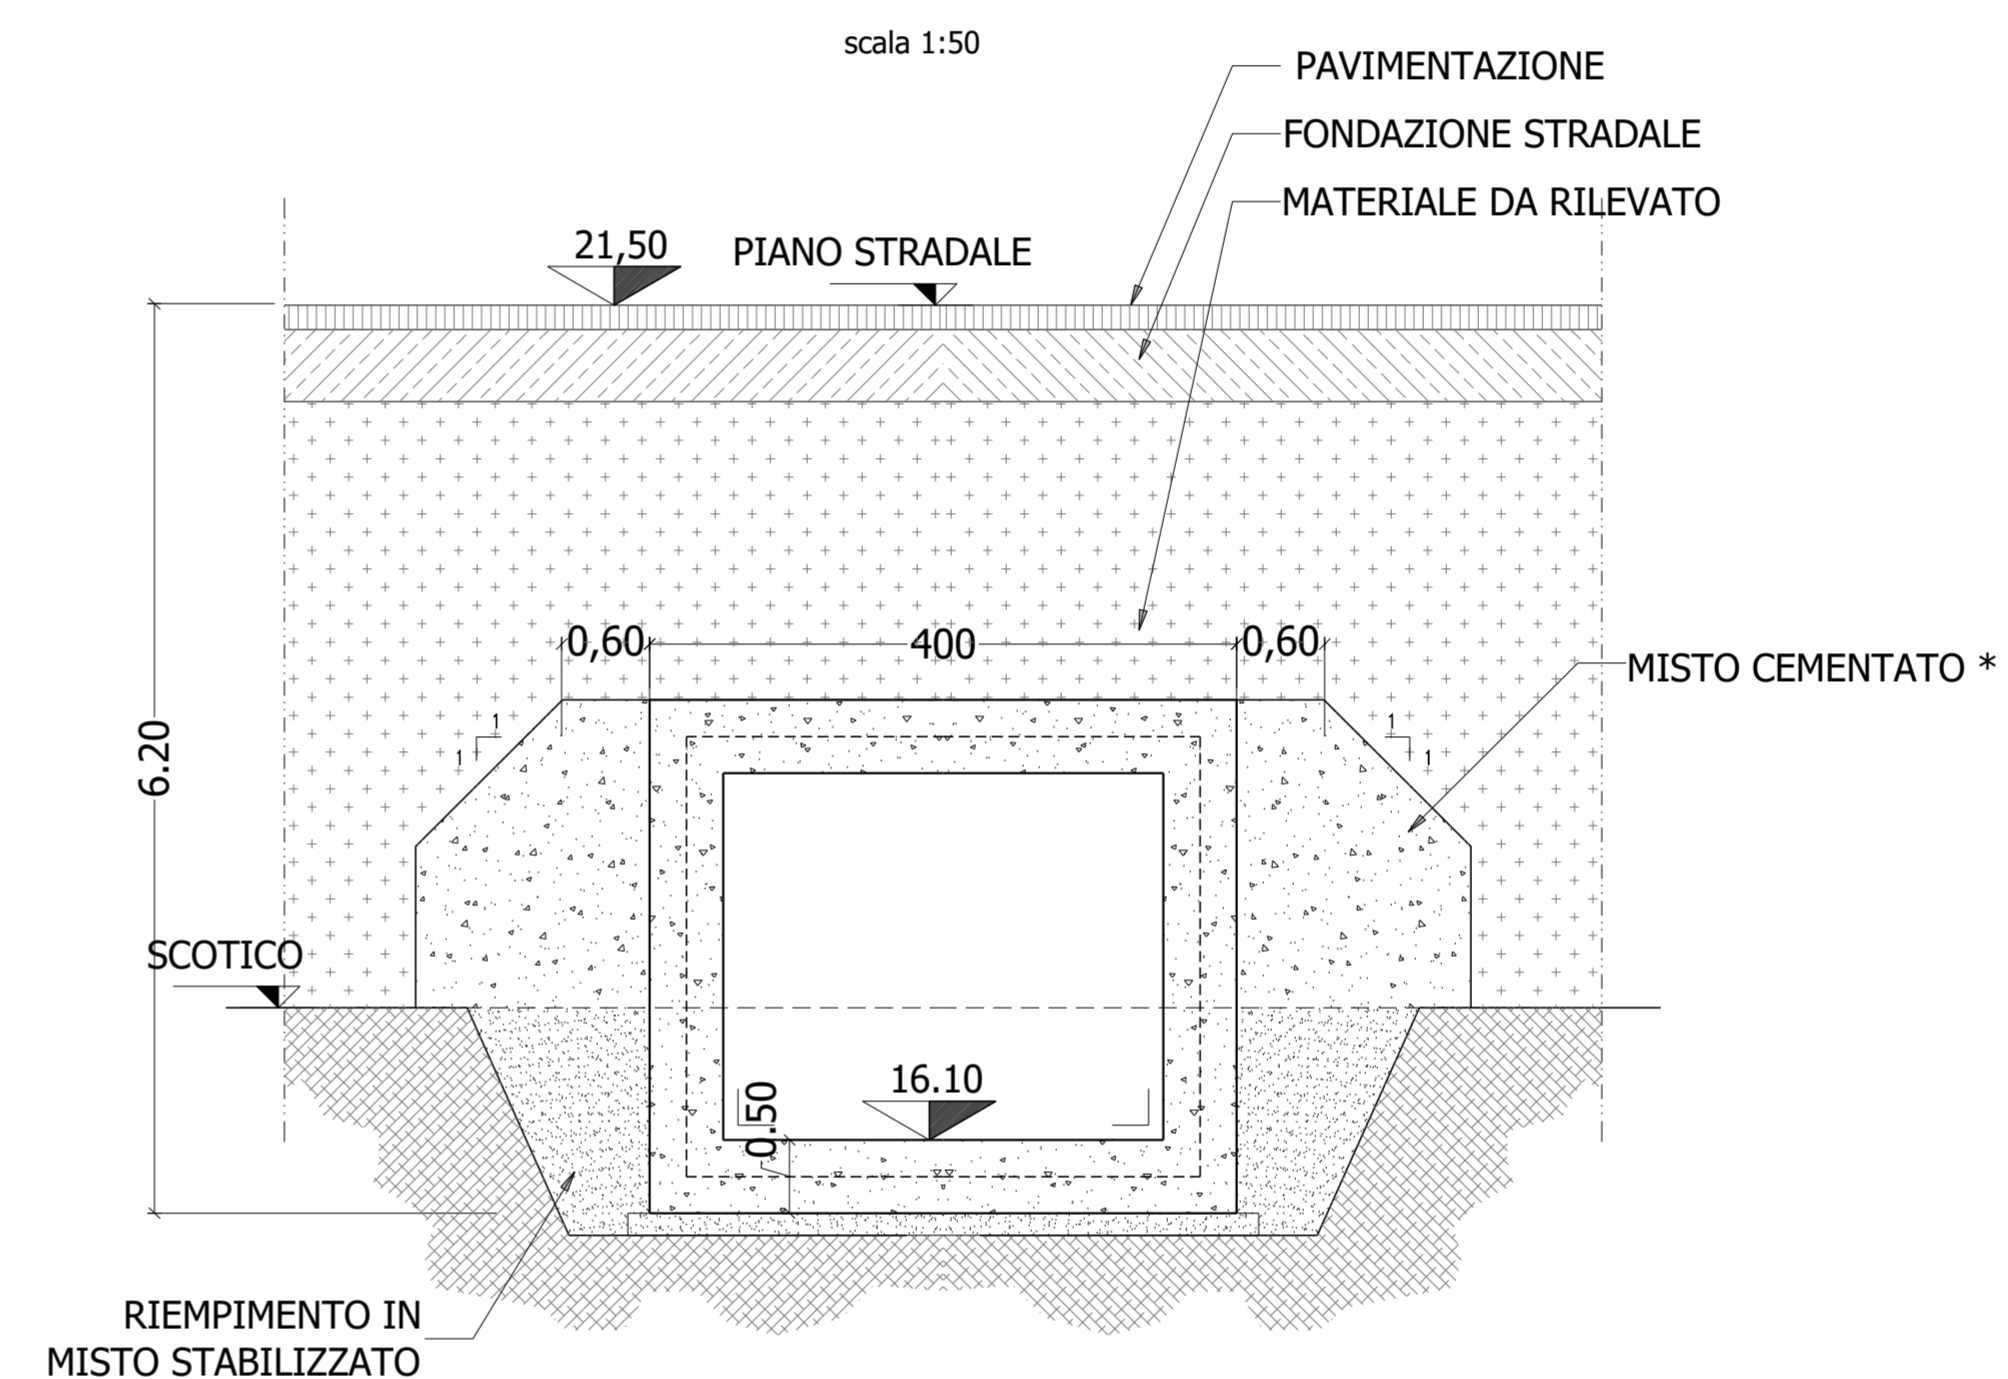 scala 1:50
PAVIMENTAZIONE
FONDAZIONE STRADALE
MATERIALE DA RILEVATO
21,50
PIANO STRADALE
0,60
400
0,60
MISTO CEMENTATO *
1
1
1
1
6.20
SCOTICO
16.10
0.50
RIEMPIMENTO IN
MISTO STABILIZZATO